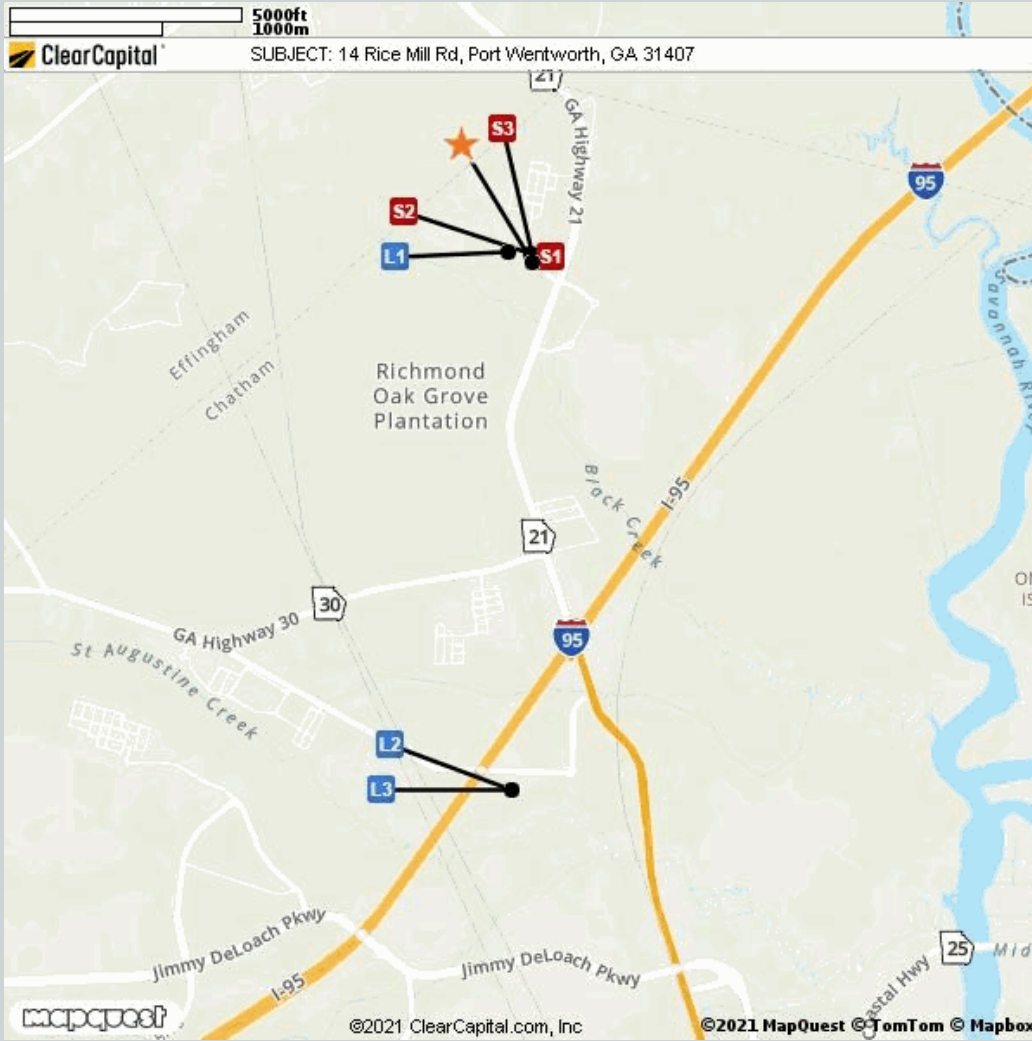 5000ft
1000m
ClearCapital
SUBJECT: 14 Rice Mill Rd, Port Wentworth, GA 31407
21
GA Highway 21
S3
95
S2
L1
S1
Savannah
Effingham
Chatham
Richmond
Oak Grove
Plantation
Black Creek
I-95
21
30
GA Highway 30
95
St Augustine Creek
L2
L3
Jimmy DeLoach Pkwy
Jimmy DeLoach Pkwy
I-95
25
Mid
mapquest
©2021 ClearCapital.com, Inc
©2021 MapQuest © TomTom © Mapbox